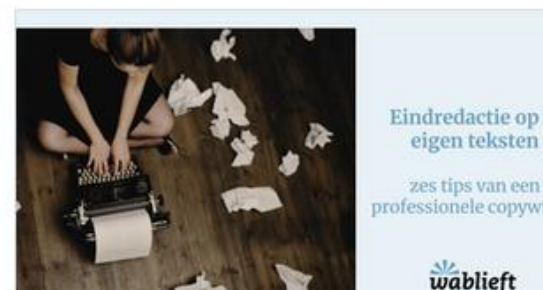 Eindredactie op
eigen teksten
zes tips van een
professionele copyw
wablieft